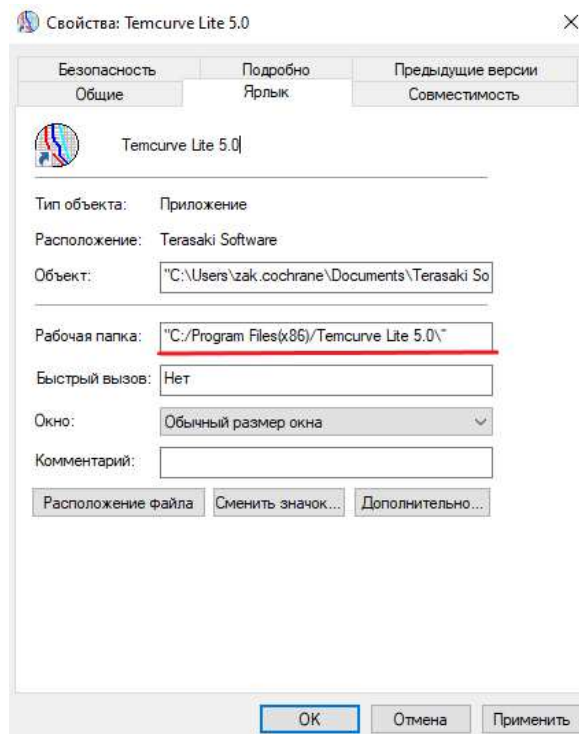 Свойства: Temcurve Lite 5.0
Безопасность Подробно Предыдущие версии
Общие Ярлык Совместимость
Temcurve Lite 5.0
Тип объекта: Приложение
Расположение: Terasaki Software
Объект: "C:\Users\zak.cochrane\Documents\Terasaki So
Рабочая папка: "C:/Program Files(x86)/Temcurve Lite 5.0\"
Быстрый вызов: Нет
Окно: Обычный размер окна
Комментарий:
Расположение файла Сменить значок... Дополнительно...
OK Отмена Применить